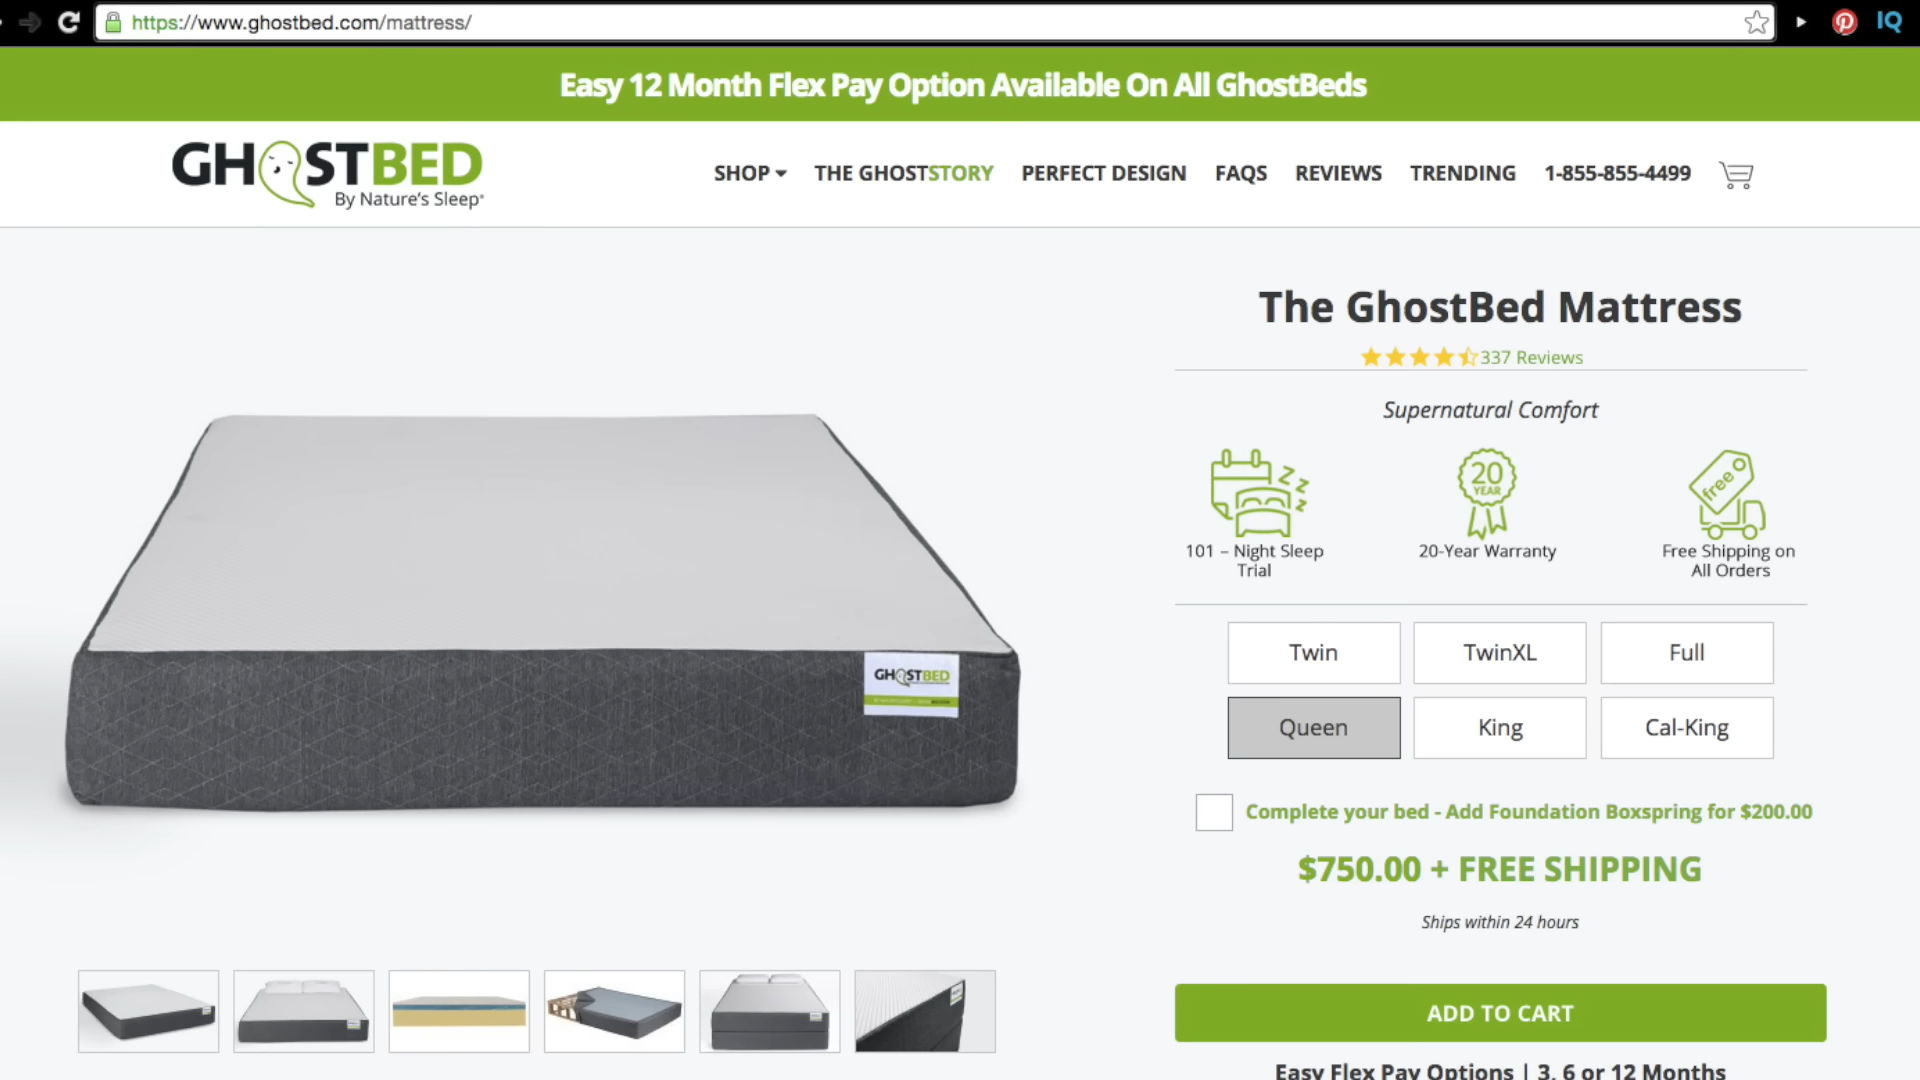 https://www.ghostbed.com/mattress/
IQ
Easy 12 Month Flex Pay Option Available On All GhostBeds
GHOSTBED
By Nature's Sleep
SHOP THE GHOSTSTORY PERFECT DESIGN FAQS REVIEWS TRENDING 1-855-855-4499
The GhostBed Mattress
337 Reviews
Supernatural Comfort
20
YEAR
free
101 – Night Sleep
Trial
20-Year Warranty
Free Shipping on
All Orders
Twin TwinXL Full
Queen King Cal-King
GHOSTBED
Complete your bed - Add Foundation Boxspring for $200.00
$750.00 + FREE SHIPPING
Ships within 24 hours
ADD TO CART
Easy Flex Pay Options | 3, 6 or 12 Months